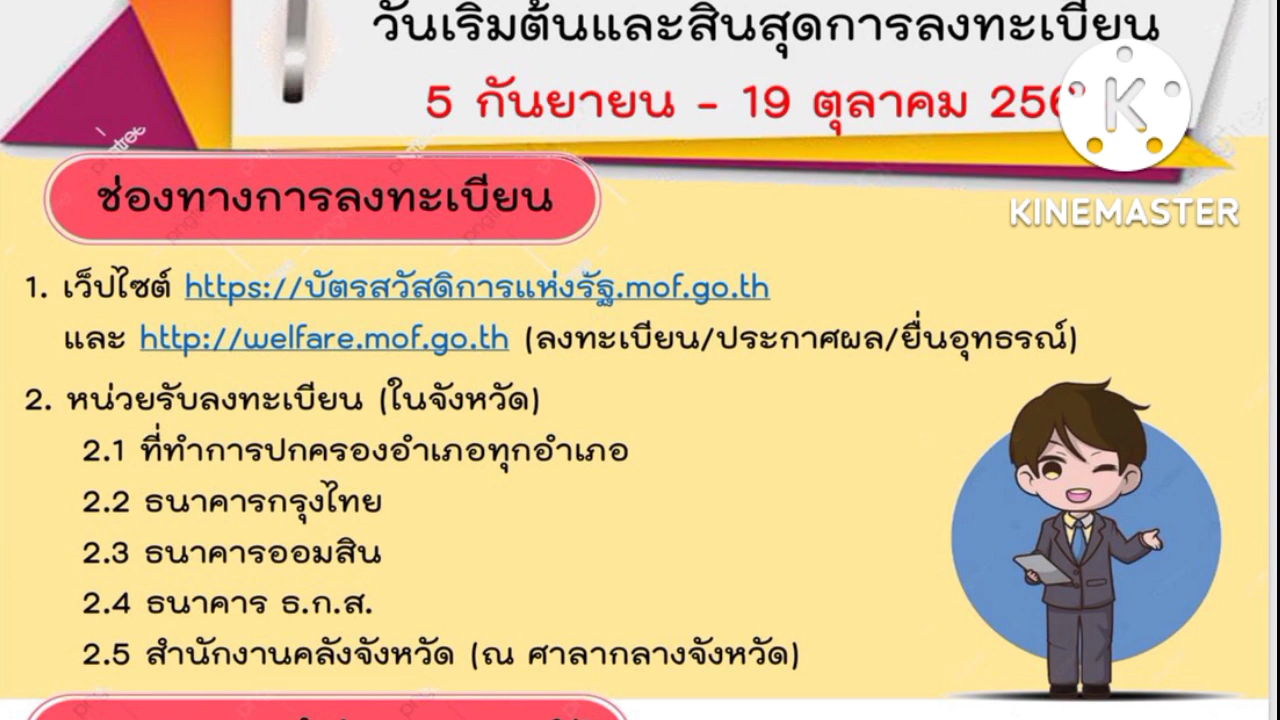 วันเริ่มต้นและสิ้นสุดการลงทะเบียน
5 กันยายน - 19 ตุลาคม 256
K
KINEMASTER
ช่องทางการลงทะเบียน
1. เว็ปไซต์ https://บัตรสวัสดิการแห่งรัฐ.mof.go.th
และ http://welfare.mof.go.th (ลงทะเบียน/ประกาศผล/ยื่นอุทธรณ์)
2. หน่วยรับลงทะเบียน (ในจังหวัด)
2.1 ที่ทำการปกครองอำเภอทุกอำเภอ
2.2 ธนาคารกรุงไทย
2.3 ธนาคารออมสิน
2.4 ธนาคาร ธ.ก.ส.
2.5 สำนักงานคลังจังหวัด (ณ ศาลากลางจังหวัด)